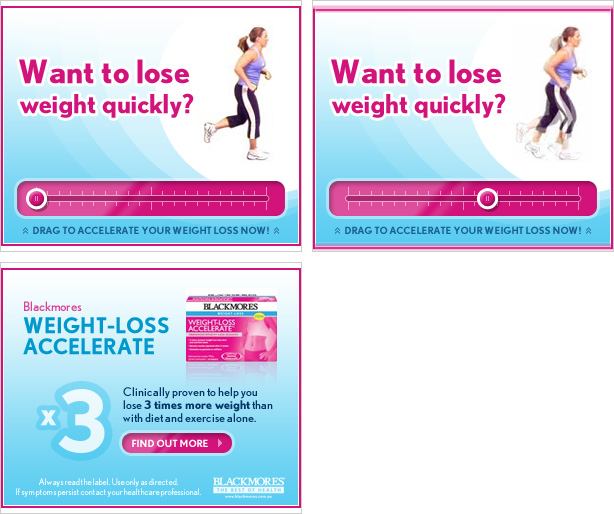 Want to lose
weight quickly?
DRAG TO ACCELERATE YOUR WEIGHT LOSS NOW!
Want to lose
weight quickly?
DRAG TO ACCELERATE YOUR WEIGHT LOSS NOW!
Blackmores
WEIGHT-LOSS
ACCELERATE
BLACKMORES
WEIGHT-LOSS
ACCELERATE
x3
Clinically proven to help you
lose 3 times more weight than
with diet and exercise alone.
FIND OUT MORE
Always read the label. Use only as directed.
If symptoms persist contact your healthcare professional.
BLACKMORES
THE BEST OF HEALTH
www.blackmores.com.au